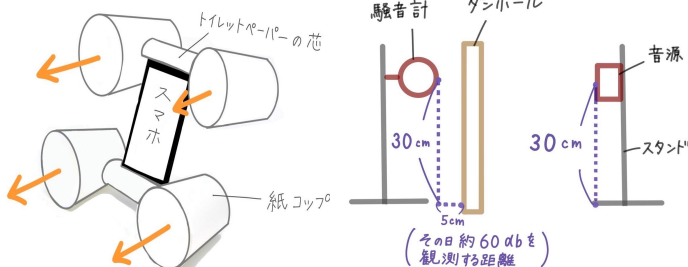 トイレットペーパーの芯
スマホ
紙コップ
騒音計
ダンボール
音源
30cm
30cm
スタンド
5cm
(その日約60dbを
観測する距離)